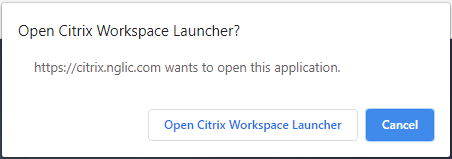 Open Citrix Workspace Launcher?
https://citrix.nglic.com wants to open this application.
Open Citrix Workspace Launcher
Cancel